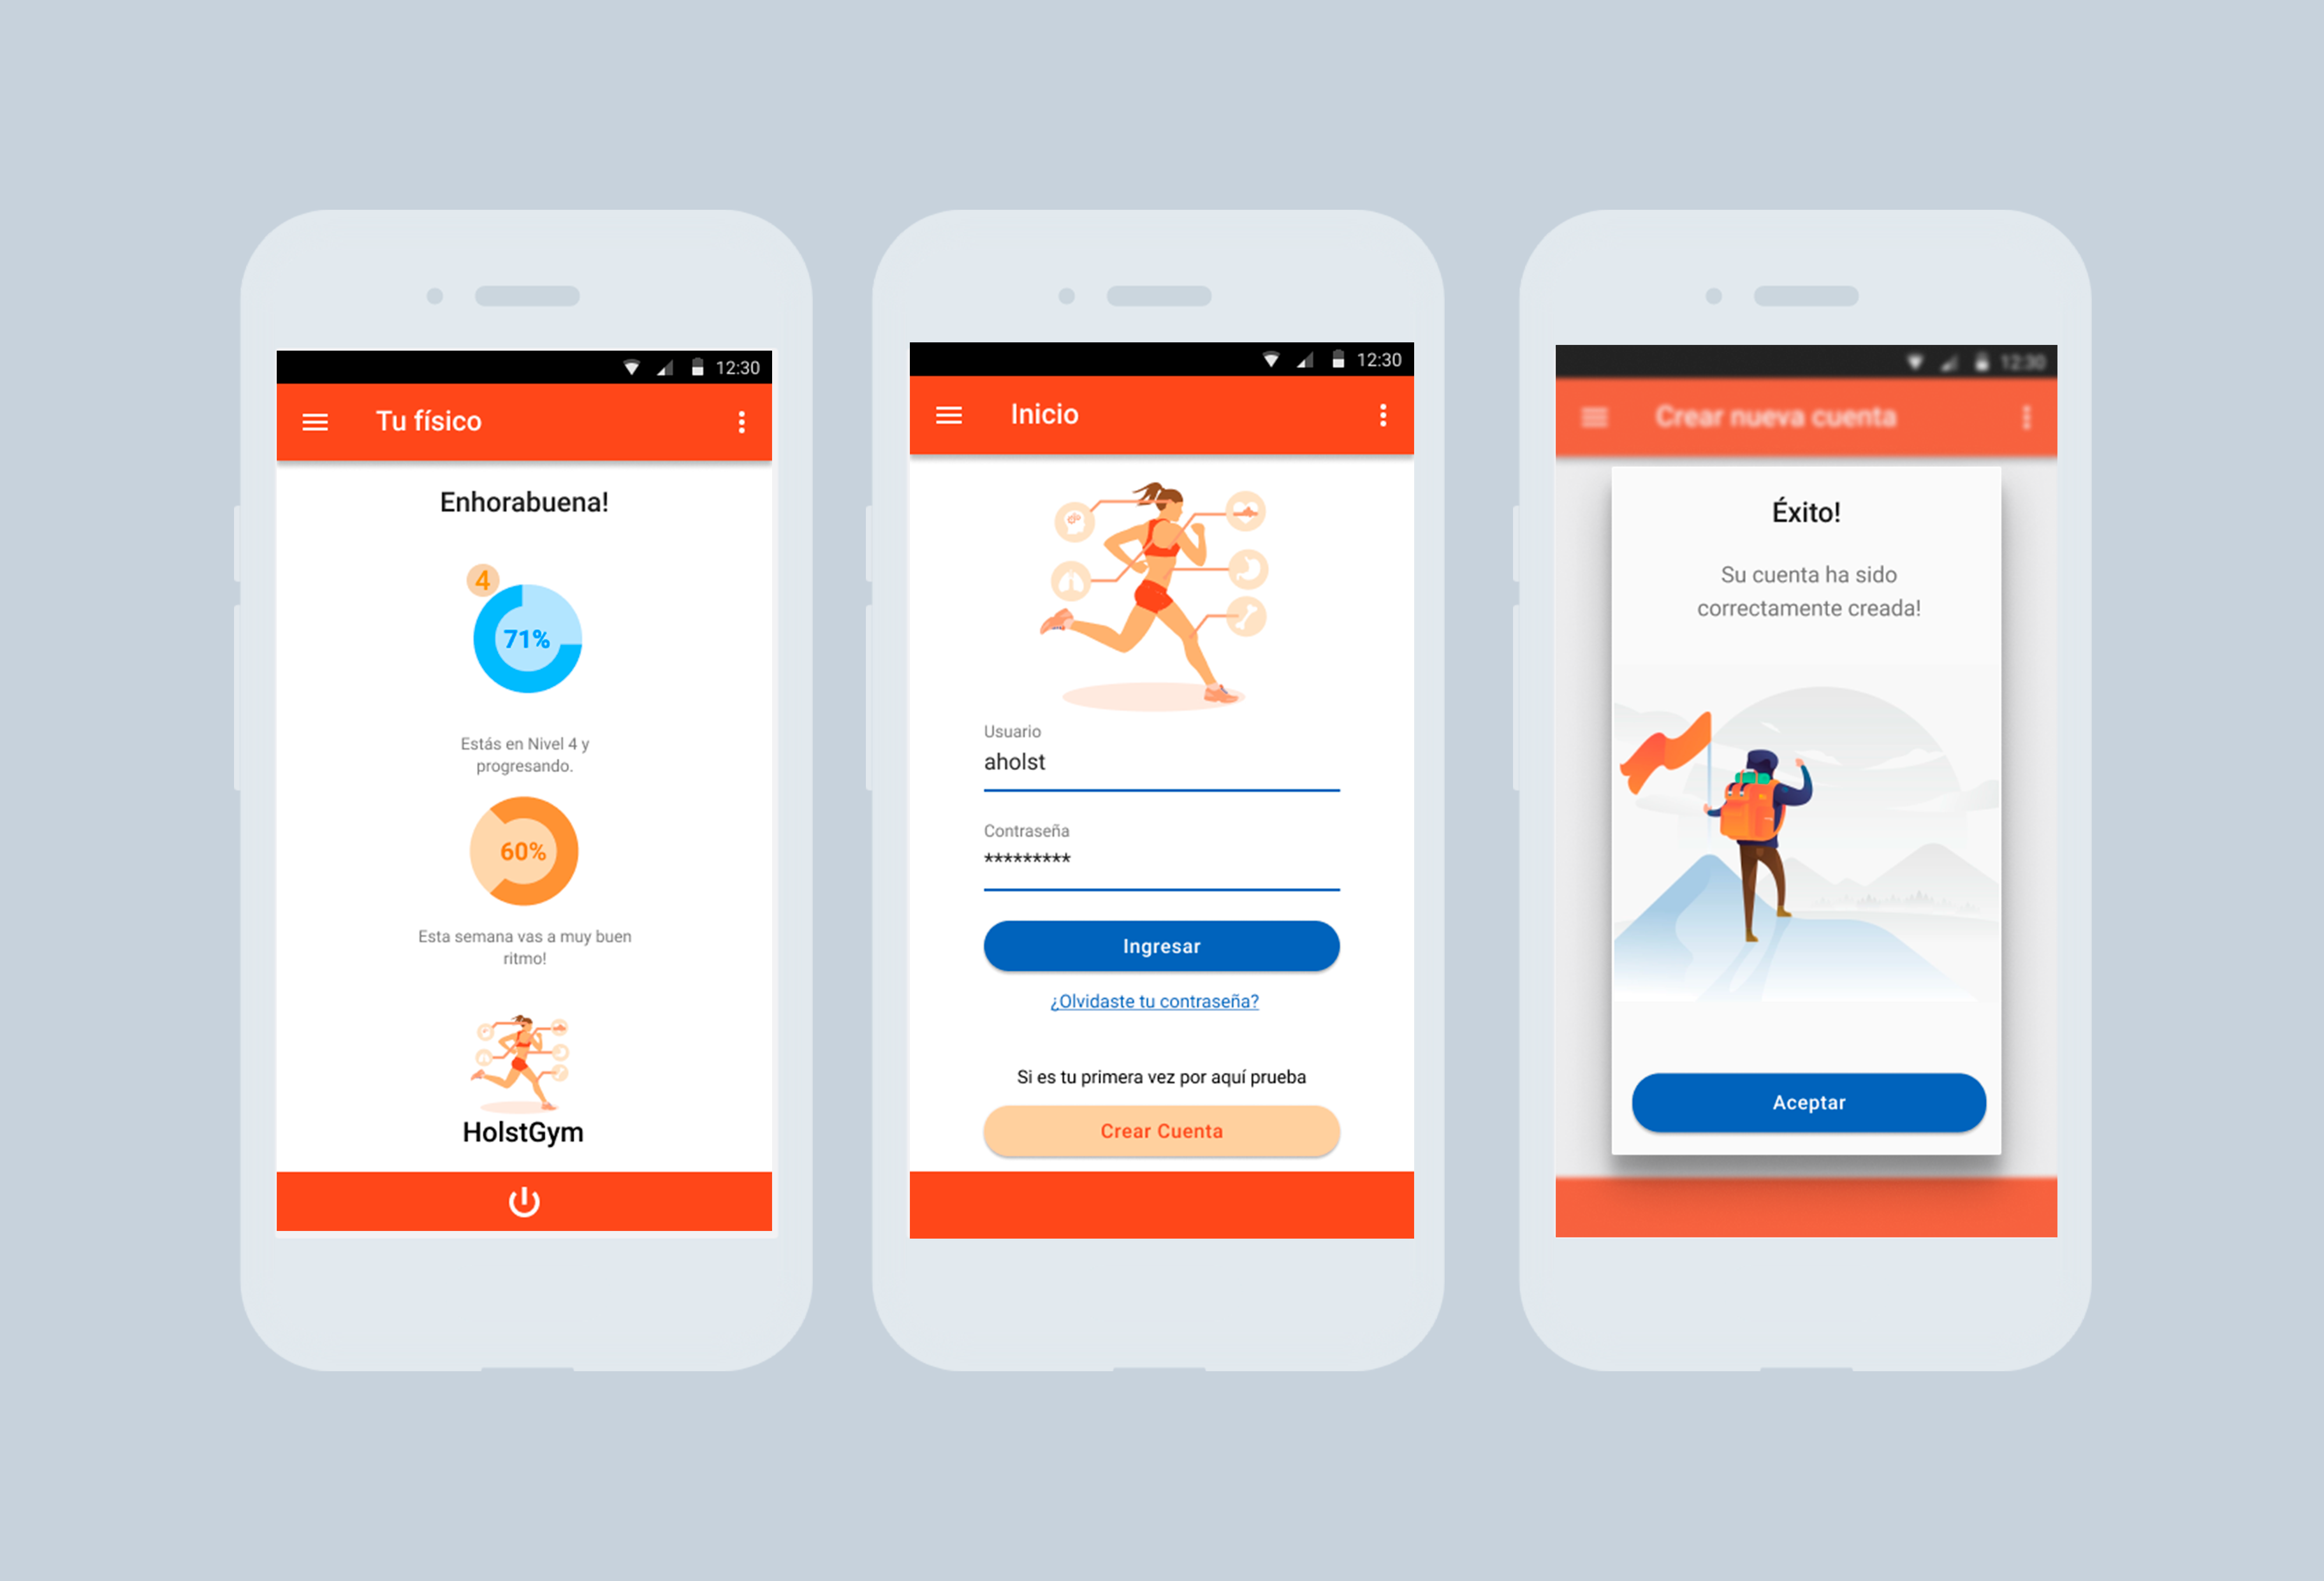 12:30
Tu físico
Enhorabuena!
4
71%
Estás en Nivel 4 y
progresando.
60%
Esta semana vas a muy buen
ritmo!
HolstGym
12:30
Inicio
Usuario
aholst
Contraseña
*********
Ingresar
¿Olvidaste tu contraseña?
Si es tu primera vez por aquí prueba
Crear Cuenta
12:30
Crear nueva cuenta
Éxito!
Su cuenta ha sido
correctamente creada!
Aceptar